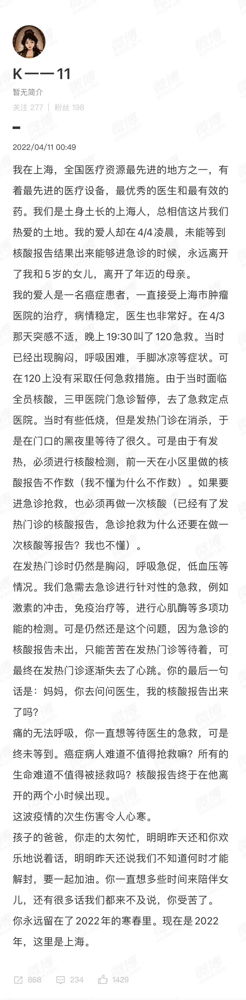 K一一11
暂无简介
关注 277 | 粉丝 198
2022/04/11 00:49
我在上海，全国医疗资源最先进的地方之一，有
着最先进的医疗设备，最优秀的医生和最有效的
药。我们是土身土长的上海人，总相信这片我们
热爱的土地。我的爱人却在4/4凌晨，未能等到
核酸报告结果出来能够进急诊的时候，永远离开
了我和5岁的女儿，离开了年迈的母亲。
我的爱人是一名癌症患者，一直接受上海市肿瘤
医院的治疗，病情稳定，医生也非常好。在4/3
那天突感不适，晚上19:30叫了120急救。当时
已经出现胸闷，呼吸困难，手脚冰凉等症状。可
在120上没有采取任何急救措施。由于当时面临
全员核酸，三甲医院门急诊暂停，去了急救定点
医院。当时有些低烧，但是发热门诊在消杀，于
是在门口的黑夜里等待了很久。可是由于有发
热，必须进行核酸检测，前一天在小区里做的核
酸报告不作数（我不懂为什么不作数）。如果要
进急诊抢救，也必须再做一次核酸（已经有了发
热门诊的核酸报告，急诊抢救为什么还要在做一
次核酸等报告？我也不懂）。
在发热门诊时仍然是胸闷，呼吸急促，低血压等
情况。我们急需去急诊进行针对性的急救，例如
激素的冲击，免疫治疗等，进行心肌酶等多项功
能的检测。可是仍然还是这个问题，因为急诊的
核酸报告未出，只能苦苦在发热门诊等待着，可
最终在发热门诊逐渐失去了心跳。你的最后一句
话是：妈妈，你去问问医生，我的核酸报告出来
了吗？
痛的无法呼吸，你一直想等待医生的急救，可是
终未等到。癌症病人难道不值得抢救嘛？所有的
生命难道不值得被拯救吗？核酸报告终于在他离
开的两个小时候出现。
这波疫情的次生伤害令人心寒。
孩子的爸爸，你走的太匆忙，明明昨天还和你欢
乐地说着话，明明昨天还说我们不知道何时才能
解封，要一起加油。你一直想多些时间来陪伴女
儿，还有很多话我们都来不及说，你受苦了。
你永远留在了2022年的寒春里。现在是2022
年，这里是上海。
868 234 1429